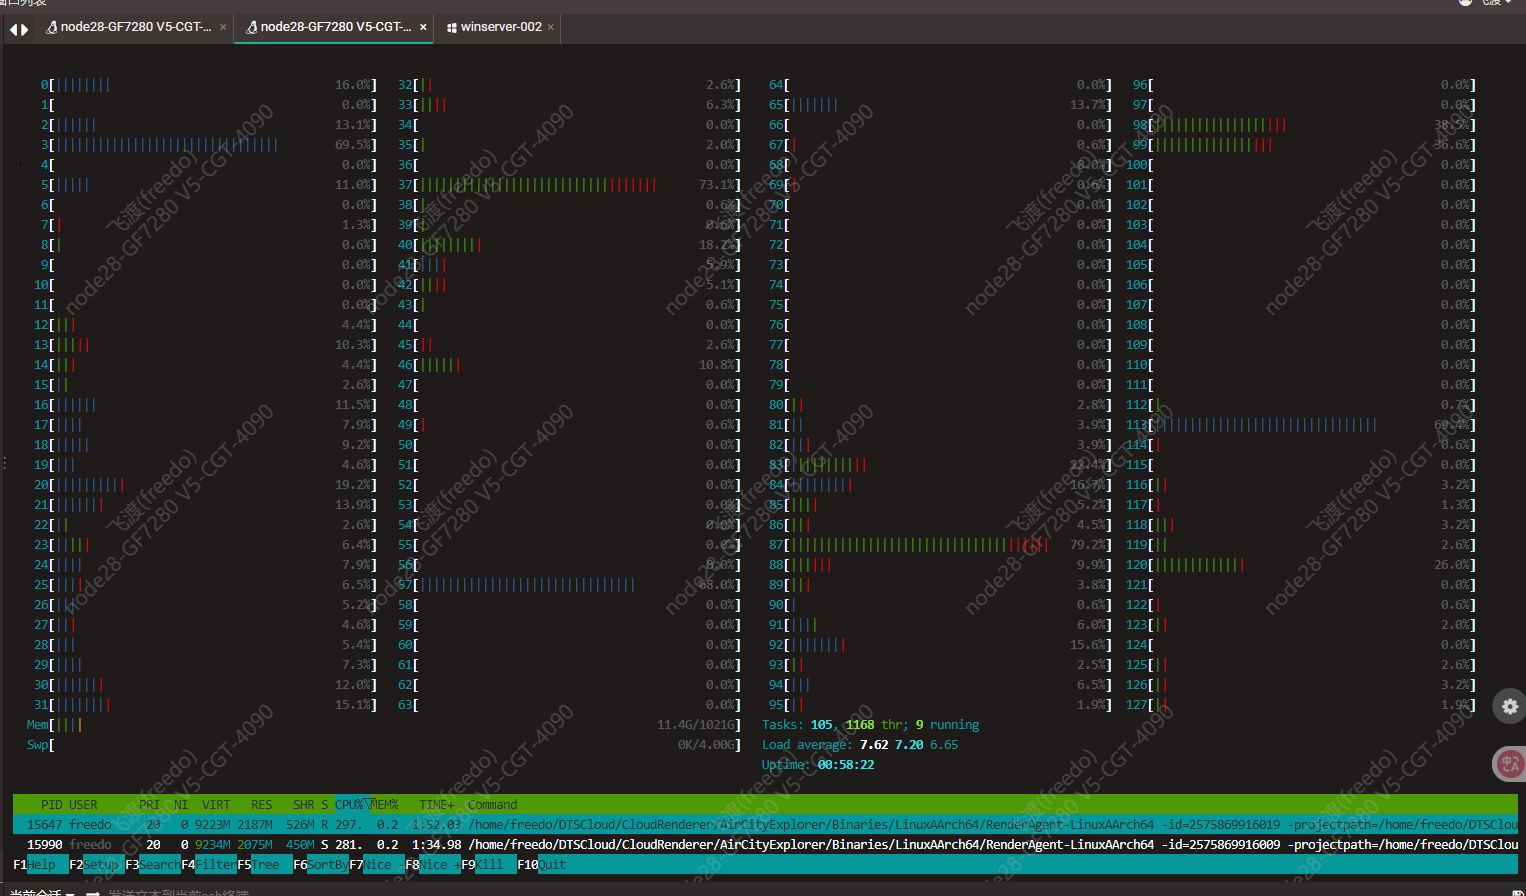 node28-GF7280 V5-CGT-... × node28-GF7280 V5-CGT-... × winserver-002 ×
0[ 16.0%] 32[ 2.6%] 64[ 0.0%] 96[ 0.0%]
1[ 0.0%] 33[ 6.3%] 65[ 13.7%] 97[ 0.0%]
2[ 13.1%] 34[ 0.0%] 66[ 0.0%] 98[ 38.5%]
3[ 69.5%] 35[ 2.0%] 67[ 0.6%] 99[ 36.6%]
4[ 0.0%] 36[ 0.0%] 68[ 0.0%] 100[ 0.0%]
5[ 11.0%] 37[ 73.1%] 69[ 0.6%] 101[ 0.0%]
6[ 0.0%] 38[ 0.6%] 70[ 0.0%] 102[ 0.0%]
7[ 1.3%] 39[ 0.6%] 71[ 0.0%] 103[ 0.0%]
8[ 0.6%] 40[ 18.2%] 72[ 0.0%] 104[ 0.0%]
9[ 0.0%] 41[ 5.9%] 73[ 0.0%] 105[ 0.0%]
10[ 0.0%] 42[ 5.1%] 74[ 0.0%] 106[ 0.0%]
11[ 0.0%] 43[ 0.6%] 75[ 0.0%] 107[ 0.0%]
12[ 4.4%] 44[ 0.0%] 76[ 0.0%] 108[ 0.0%]
13[ 10.3%] 45[ 2.6%] 77[ 0.0%] 109[ 0.0%]
14[ 4.4%] 46[ 10.8%] 78[ 0.0%] 110[ 0.0%]
15[ 2.6%] 47[ 0.0%] 79[ 0.0%] 111[ 0.0%]
16[ 11.5%] 48[ 0.0%] 80[ 2.8%] 112[ 0.7%]
17[ 7.9%] 49[ 0.6%] 81[ 3.9%] 113[ 69.4%]
18[ 9.2%] 50[ 0.0%] 82[ 3.9%] 114[ 0.6%]
19[ 4.6%] 51[ 0.0%] 83[ 22.4%] 115[ 0.0%]
20[ 19.2%] 52[ 0.0%] 84[ 16.7%] 116[ 3.2%]
21[ 13.9%] 53[ 0.0%] 85[ 5.2%] 117[ 1.3%]
22[ 2.6%] 54[ 0.0%] 86[ 4.5%] 118[ 3.2%]
23[ 6.4%] 55[ 0.0%] 87[ 79.2%] 119[ 2.6%]
24[ 7.9%] 56[ 0.0%] 88[ 9.9%] 120[ 26.0%]
25[ 6.5%] 57[ 68.0%] 89[ 3.8%] 121[ 0.0%]
26[ 5.2%] 58[ 0.0%] 90[ 0.6%] 122[ 0.6%]
27[ 4.6%] 59[ 0.0%] 91[ 6.0%] 123[ 2.0%]
28[ 5.4%] 60[ 0.0%] 92[ 15.6%] 124[ 0.0%]
29[ 7.3%] 61[ 0.0%] 93[ 2.5%] 125[ 2.6%]
30[ 12.0%] 62[ 0.0%] 94[ 6.5%] 126[ 3.2%]
31[ 15.1%] 63[ 0.0%] 95[ 1.9%] 127[ 1.9%]
Mem[ 11.4G/1021G] Tasks: 105, 1168 thr; 9 running
Swp[ 0K/4.00G] Load average: 7.62 7.20 6.65
Uptime: 00:58:22
PID USER PRI NI VIRT RES SHR S CPU%▽MEM% TIME+ Command
15647 freedo 20 0 9223M 2187M 526M R 297. 0.2 1:52.03 /home/freedo/DTSCloud/CloudRenderer/AirCityExplorer/Binaries/LinuxAArch64/RenderAgent-LinuxAArch64 -id=2575869916019 -projectpath=/home/freedo/DTSClou
15990 freedo 20 0 9234M 2075M 450M S 281. 0.2 1:34.98 /home/freedo/DTSCloud/CloudRenderer/AirCityExplorer/Binaries/LinuxAArch64/RenderAgent-LinuxAArch64 -id=2575869916009 -projectpath=/home/freedo/DTSClou
F1Help F2Setup F3SearchF4FilterF5Tree F6SortByF7Nice -F8Nice +F9Kill F10Quit
飞渡(freedo)
node28-GF7280 V5-CGT-4090
飞渡(freedo)
node28-GF7280 V5-CGT-4090
飞渡(freedo)
node28-GF7280 V5-CGT-4090
飞渡(freedo)
node28-GF7280 V5-CGT-4090